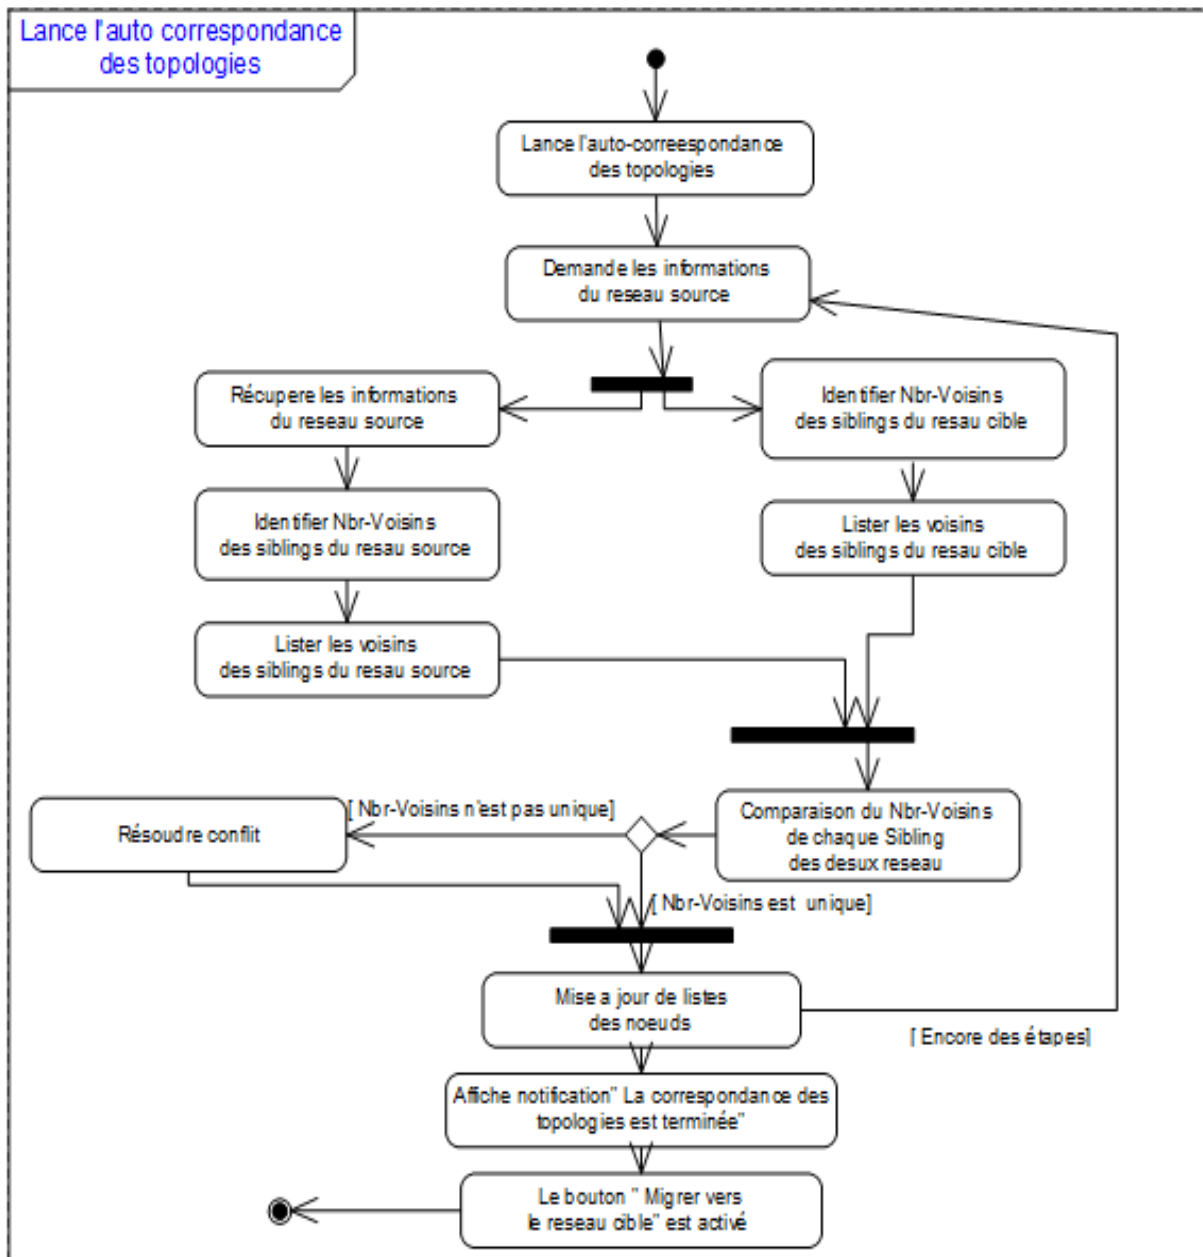 Lance l'auto correspondance
des topologies
Lance l'auto-correespondance
des topologies
Demande les informations
du reseau source
Récupere les informations
du reseau source
Identifier Nbr-Voisins
des siblings du resau cible
Identifier Nbr-Voisins
des siblings du resau source
Lister les voisins
des siblings du resau cible
Lister les voisins
des siblings du resau source
[ Nbr-Voisins n'est pas unique]
Résoudre conflit
Comparaison du Nbr-Voisins
de chaque Sibling
des desux reseau
[ Nbr-Voisins est unique]
Mise a jour de listes
des noeuds
[ Encore des étapes]
Affiche notification" La correspondance des
topologies est terminée"
Le bouton " Migrer vers
le reseau cible" est activé